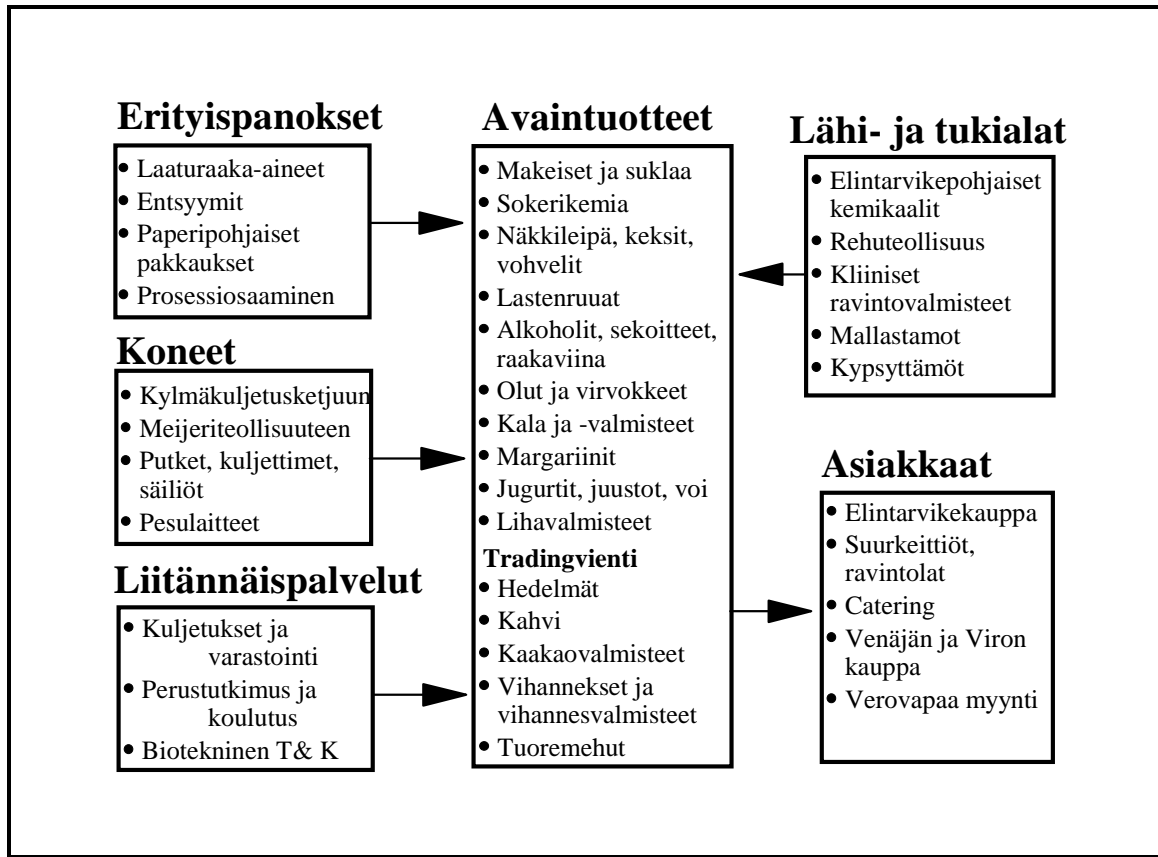 Erityispanokset
• Laaturaaka-aineet
• Entsyymit
• Paperipohjaiset
pakkaukset
• Prosessiosaaminen
Koneet
• Kylmäkuljetusketjuun
• Meijeriteollisuuteen
• Putket, kuljettimet,
säiliöt
• Pesulaitteet
Liitännäispalvelut
• Kuljetukset ja
varastointi
• Perustutkimus ja
koulutus
• Biotekninen T& K
Avaintuotteet
• Makeiset ja suklaa
• Sokerikemia
• Näkkileipä, keksit,
vohvelit
• Lastenruuat
• Alkoholit, sekoitteet,
raakaviina
• Olut ja virvokkeet
• Kala ja -valmisteet
• Margariinit
• Jugurtit, juustot, voi
• Lihavalmisteet
Tradingvienti
• Hedelmät
• Kahvi
• Kaakaovalmisteet
• Vihannekset ja
vihannesvalmisteet
• Tuoremehut
Lähi- ja tukialat
• Elintarvikepohjaiset
kemikaalit
• Rehuteollisuus
• Kliiniset
ravintovalmisteet
• Mallastamot
• Kypsyttämöt
Asiakkaat
• Elintarvikekauppa
• Suurkeittiöt,
ravintolat
• Catering
• Venäjän ja Viron
kauppa
• Verovapaa myynti